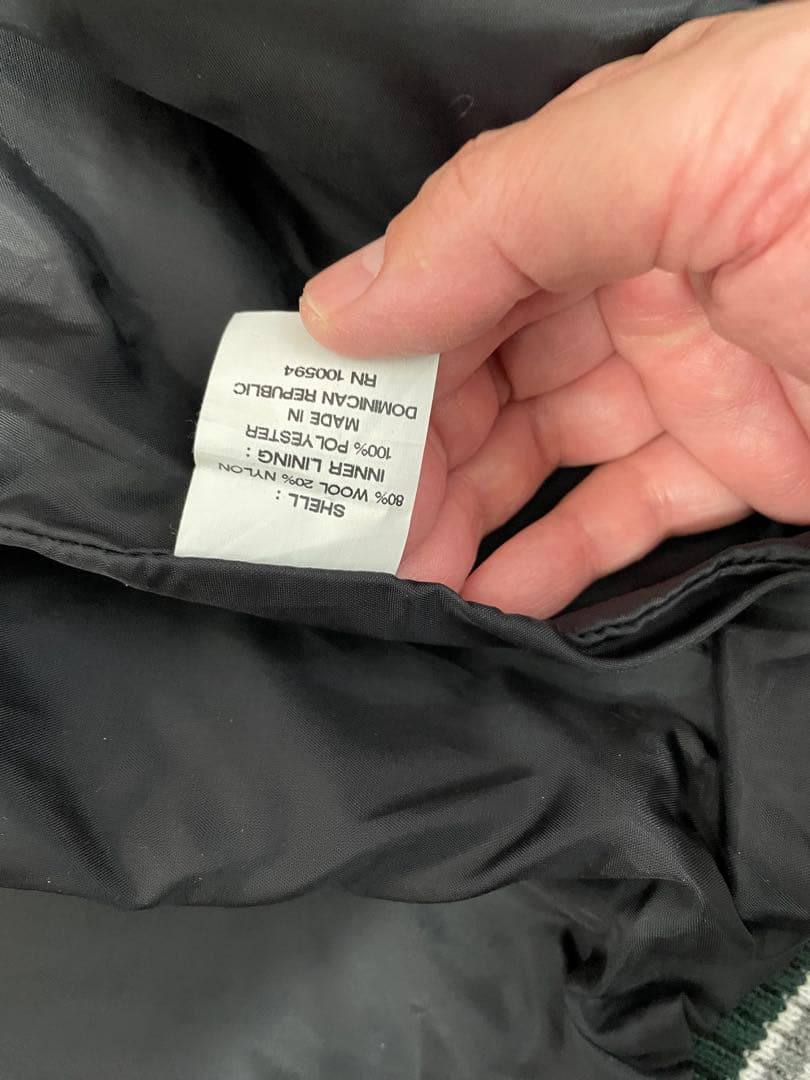 SHELL :
80% WOOL 20% NYLON
INNER LINING :
100% POLYESTER
MADE IN
DOMINICAN REPUBLIC
RN 100594